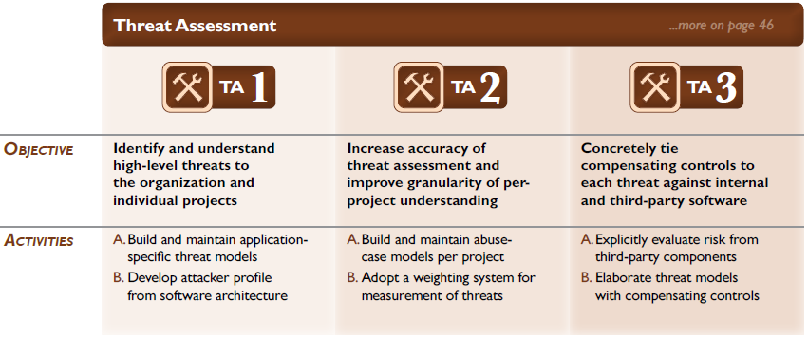 Threat Assessment
...more on page 46
TA 1
TA 2
TA 3
OBJECTIVE
Identify and understand
high-level threats to
the organization and
individual projects
Increase accuracy of
threat assessment and
improve granularity of per-
project understanding
Concretely tie
compensating controls to
each threat against internal
and third-party software
ACTIVITIES
A. Build and maintain application-
specific threat models
B. Develop attacker profile
from software architecture
A. Build and maintain abuse-
case models per project
B. Adopt a weighting system for
measurement of threats
A. Explicitly evaluate risk from
third-party components
B. Elaborate threat models
with compensating controls